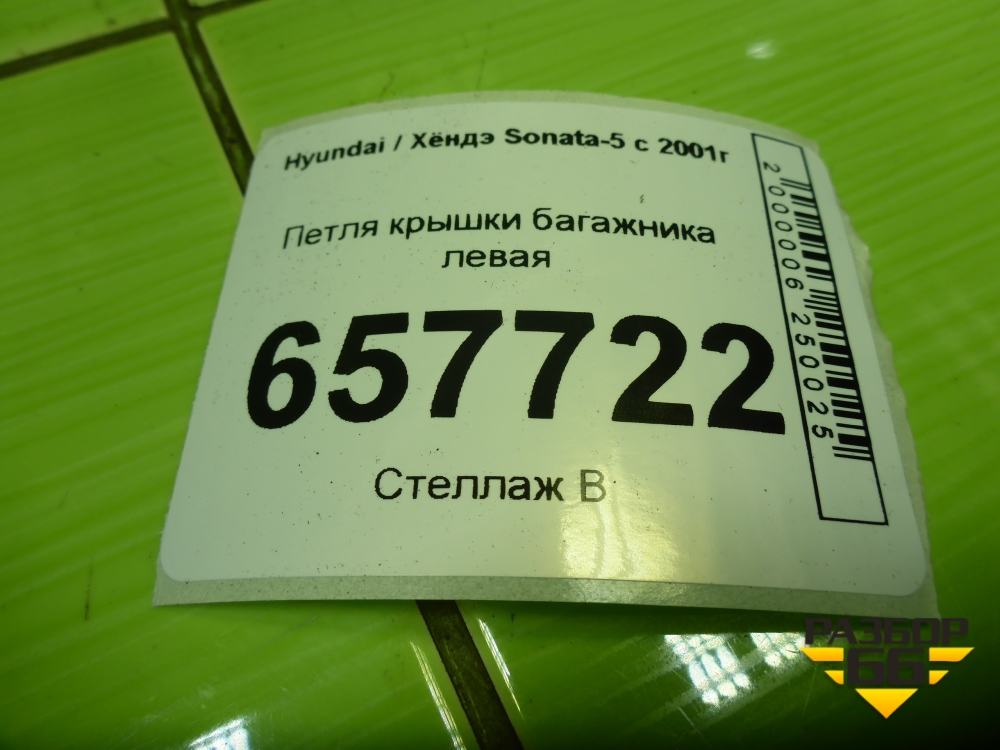 Hyundai / Хёндэ Sonata-5 с 2001г
Петля крышки багажника
левая
657722
Стеллаж В
2000006250025
РАЗБОР
66